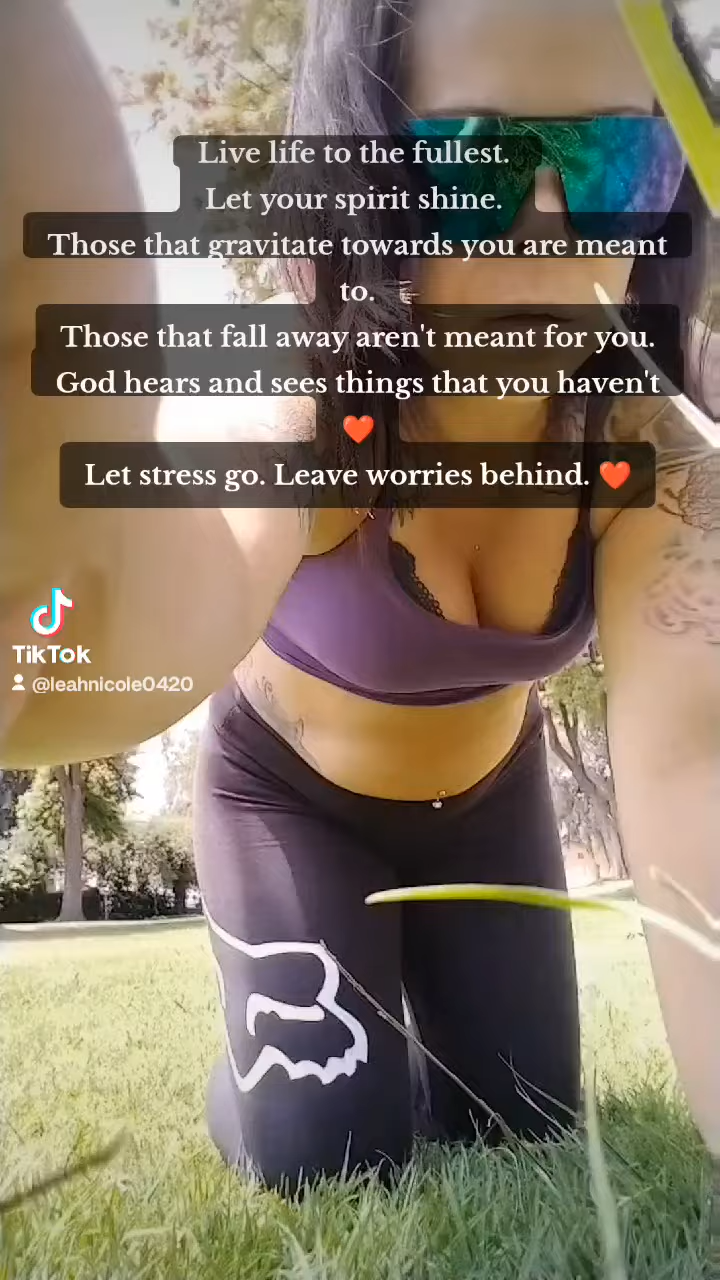 Live life to the fullest.
Let your spirit shine.
Those that gravitate towards you are meant
to.
Those that fall away aren't meant for you.
God hears and sees things that you haven't
❤️
Let stress go. Leave worries behind. ❤️
TikTok
@leahnicole0420